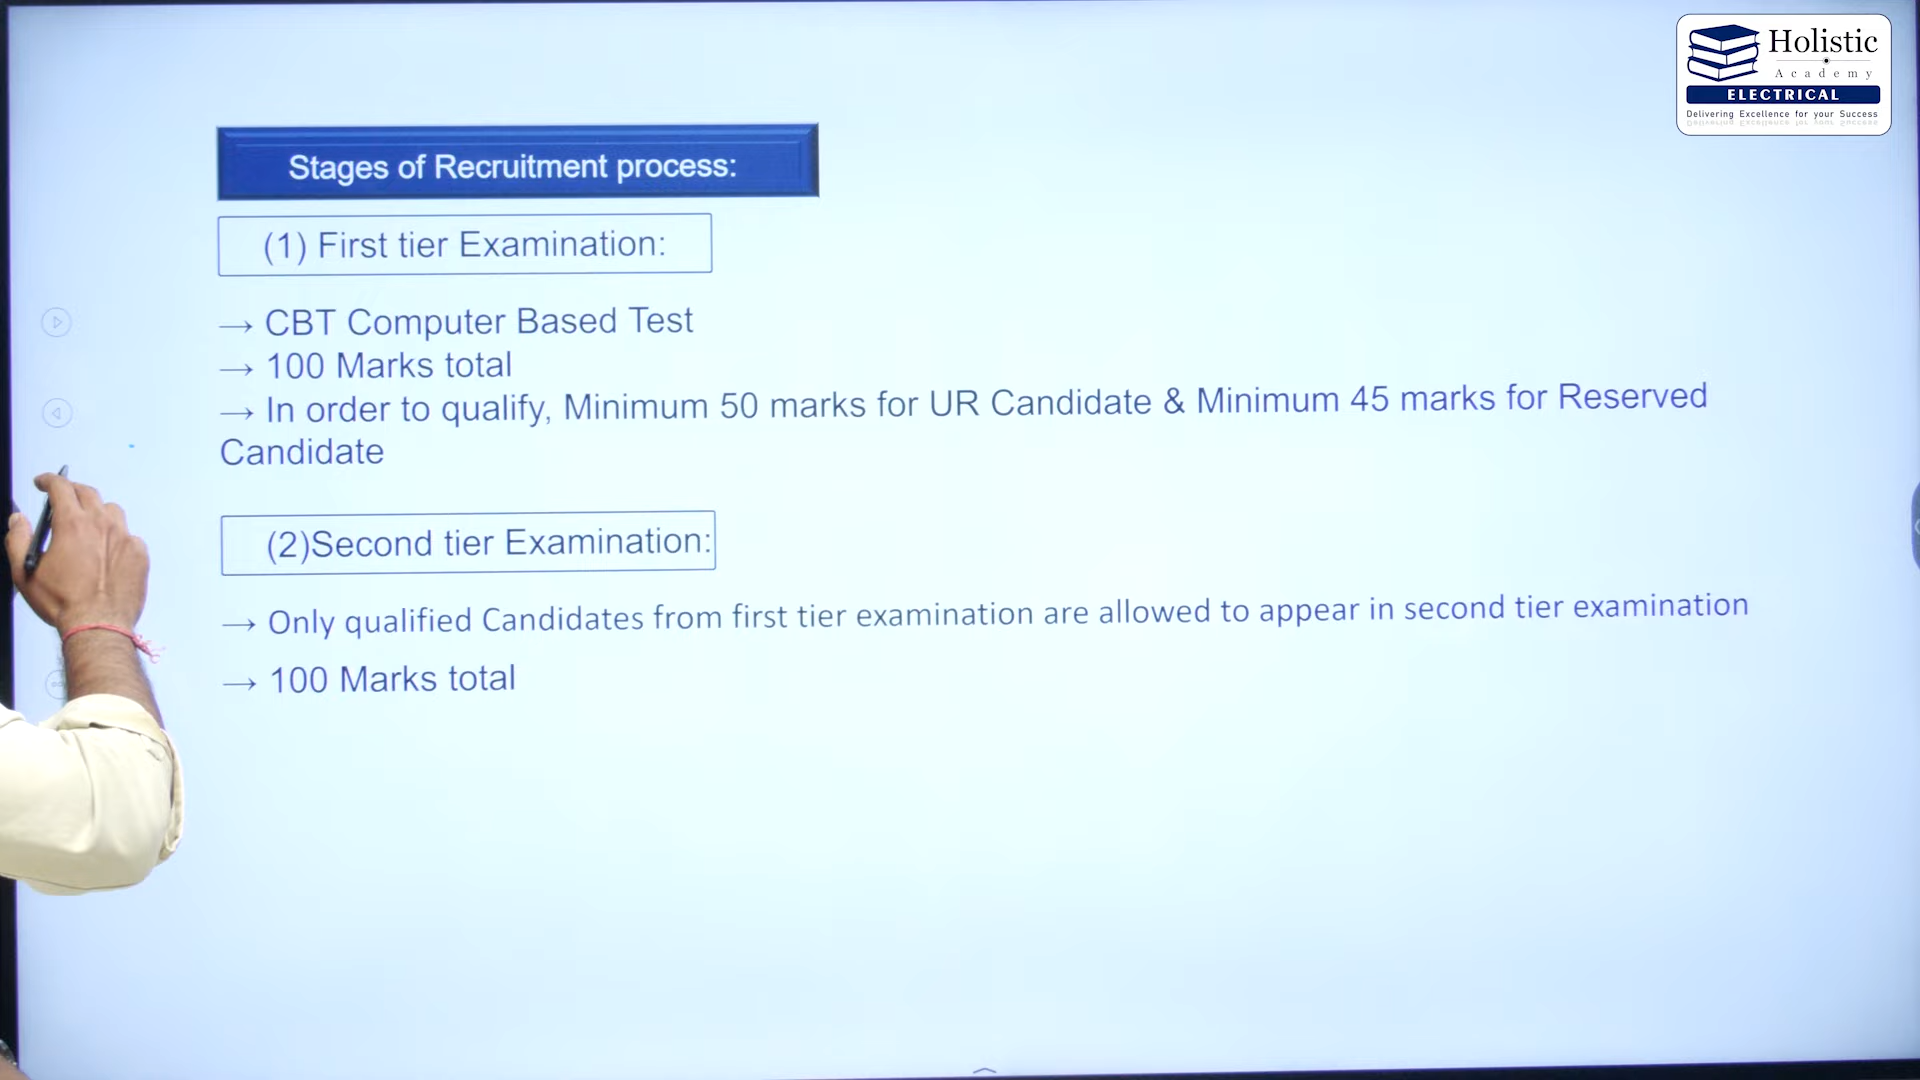 Holistic
Academy
ELECTRICAL
Delivering Excellence for your Success
Stages of Recruitment process:
(1) First tier Examination:
→ CBT Computer Based Test
→ 100 Marks total
→ In order to qualify, Minimum 50 marks for UR Candidate & Minimum 45 marks for Reserved
Candidate
(2)Second tier Examination:
→ Only qualified Candidates from first tier examination are allowed to appear in second tier examination
→ 100 Marks total